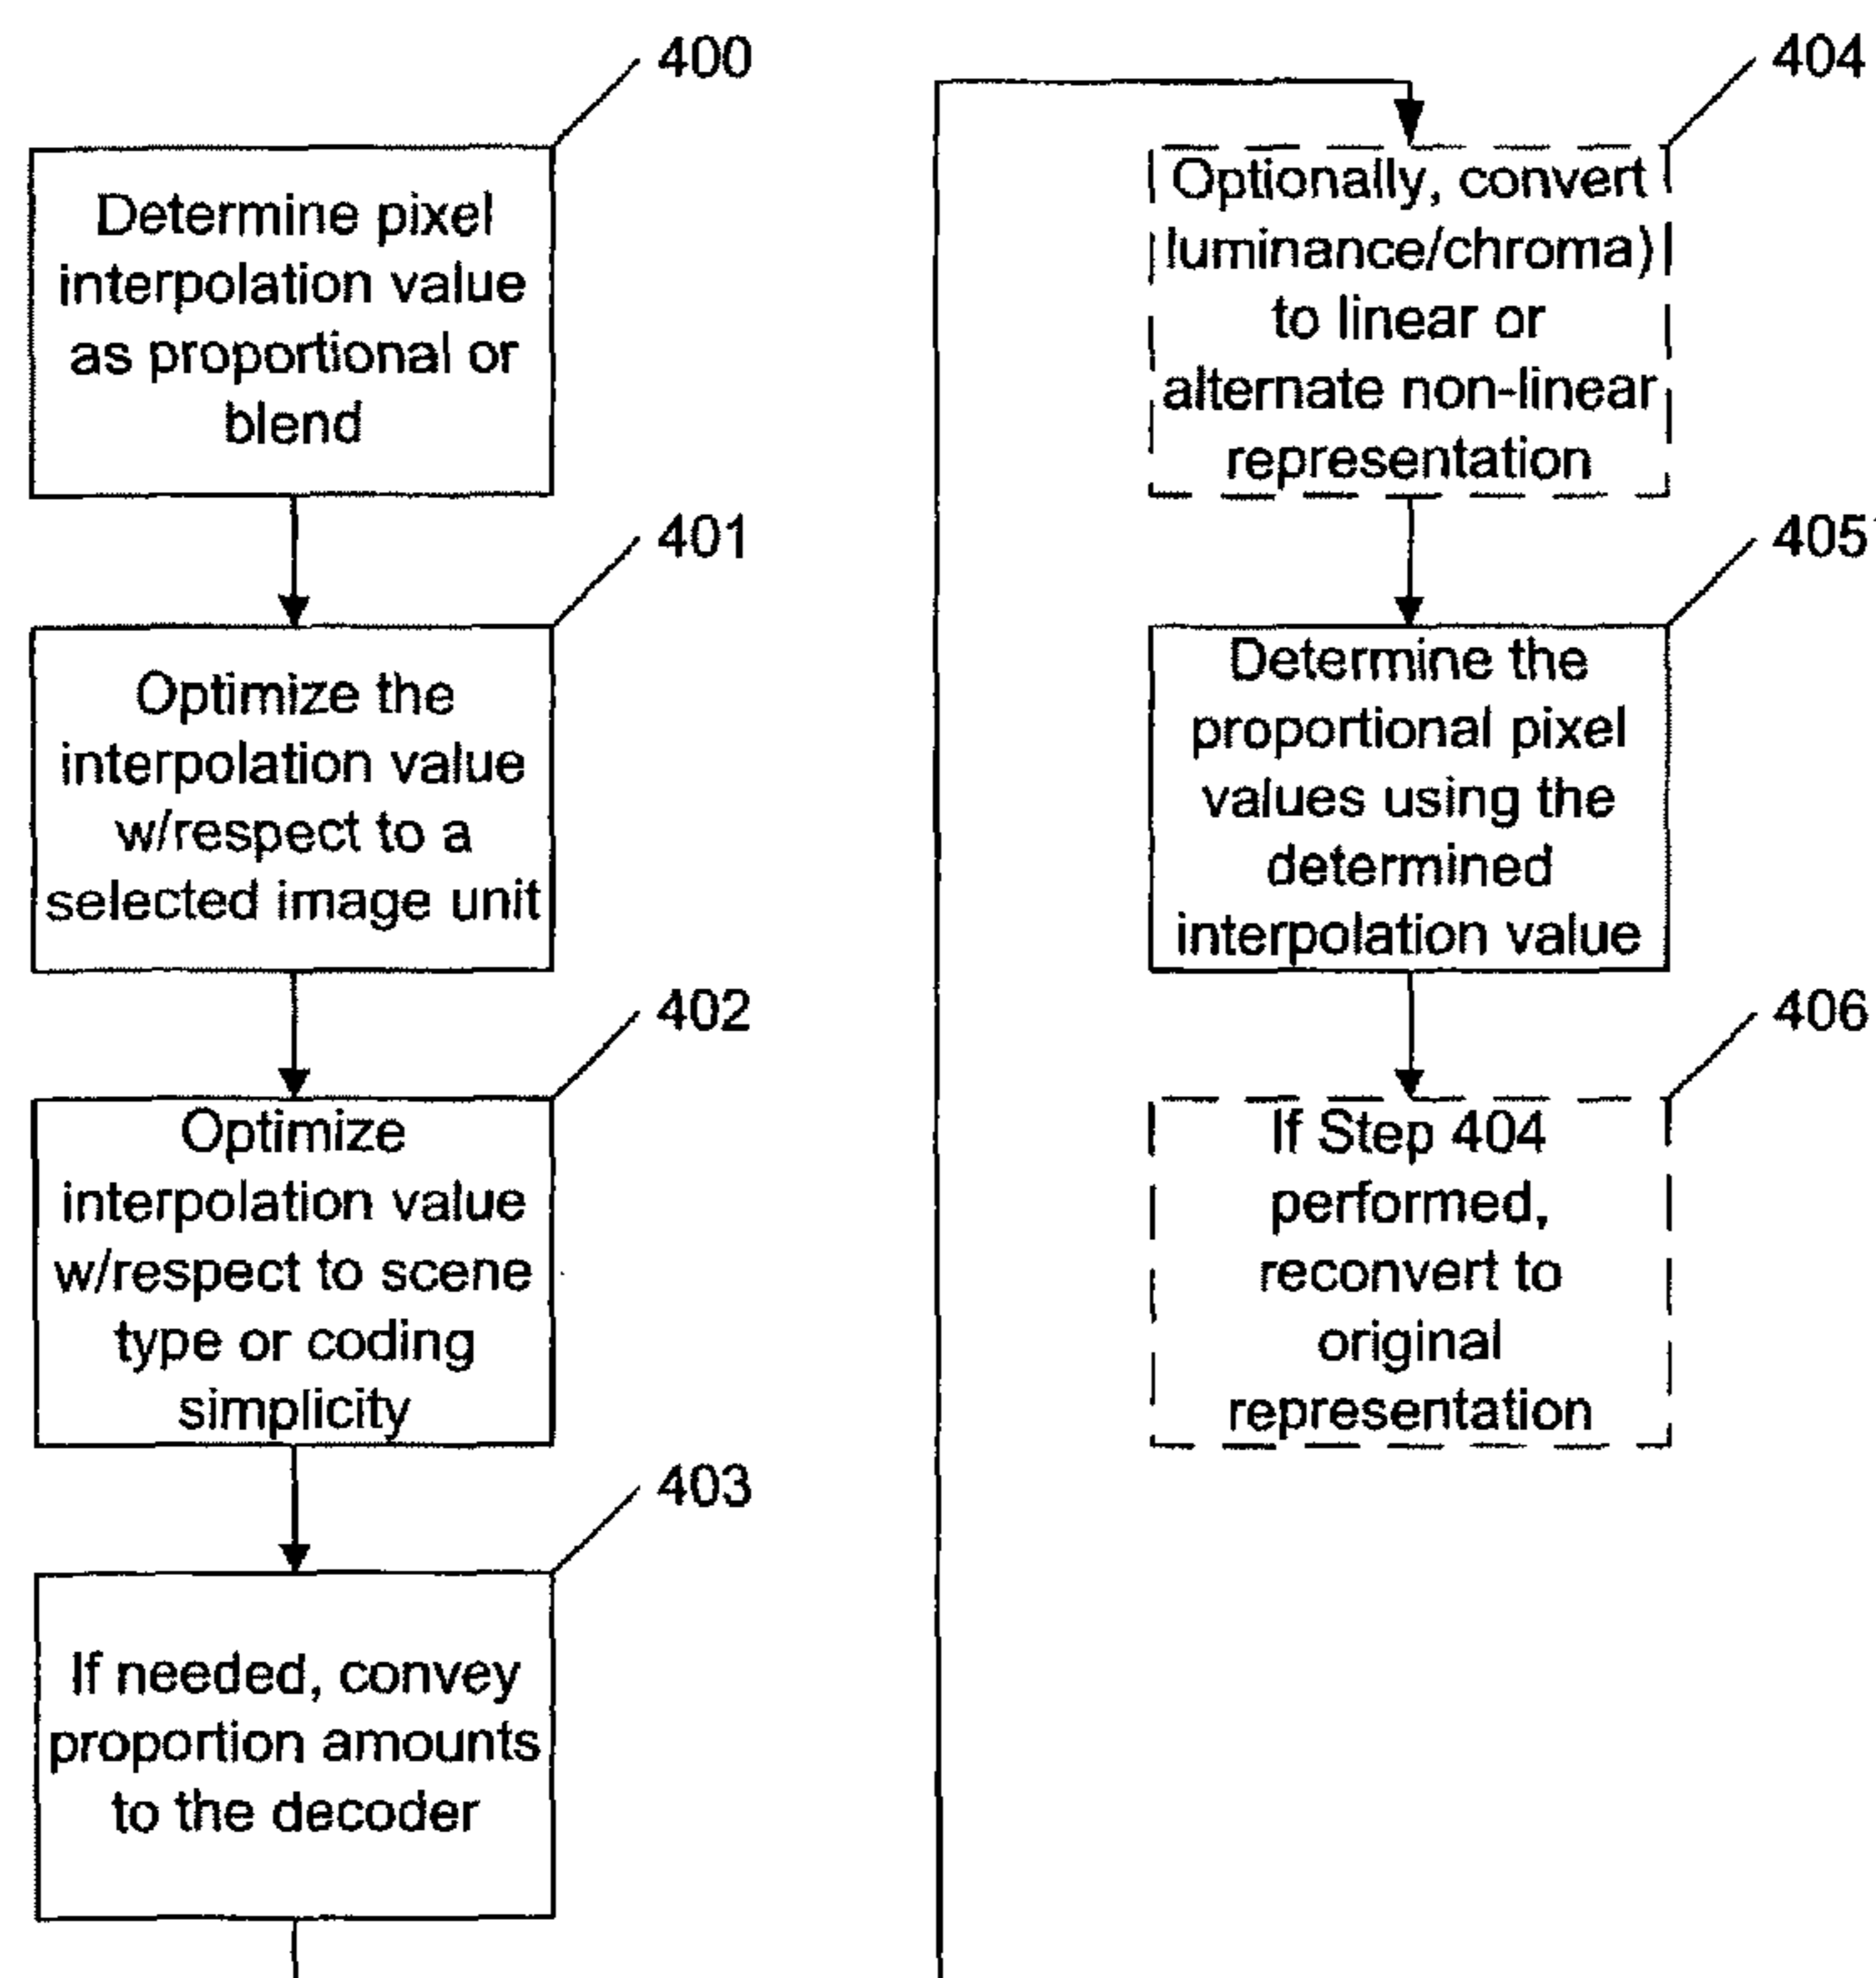 400
Determine pixel
interpolation value
as proportional or
blend
401
Optimize the
interpolation value
w/respect to a
selected image unit
402
Optimize
interpolation value
w/respect to scene
type or coding
simplicity
403
If needed, convey
proportion amounts
to the decoder
404
Optionally, convert
luminance/chroma)
to linear or
alternate non-linear
representation
405
Determine the
proportional pixel
values using the
determined
interpolation value
406
If Step 404
performed,
reconvert to
original
representation